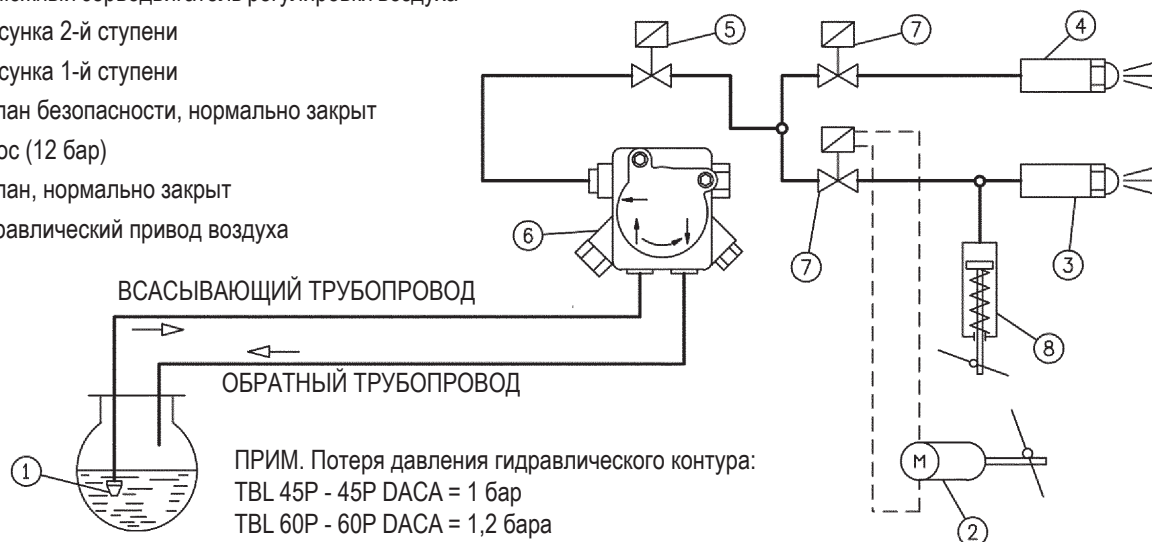 серводвигатель регулировки воздуха
сунка 2-й ступени
сунка 1-й ступени
лан безопасности, нормально закрыт
ос (12 бар)
лан, нормально закрыт
равлический привод воздуха
5
7
4
6
7
3
8
ВСАСЫВАЮЩИЙ ТРУБОПРОВОД
ОБРАТНЫЙ ТРУБОПРОВОД
1
M
2
ПРИМ. Потеря давления гидравлического контура:
TBL 45P - 45P DACA = 1 бар
TBL 60P - 60P DACA = 1,2 бара